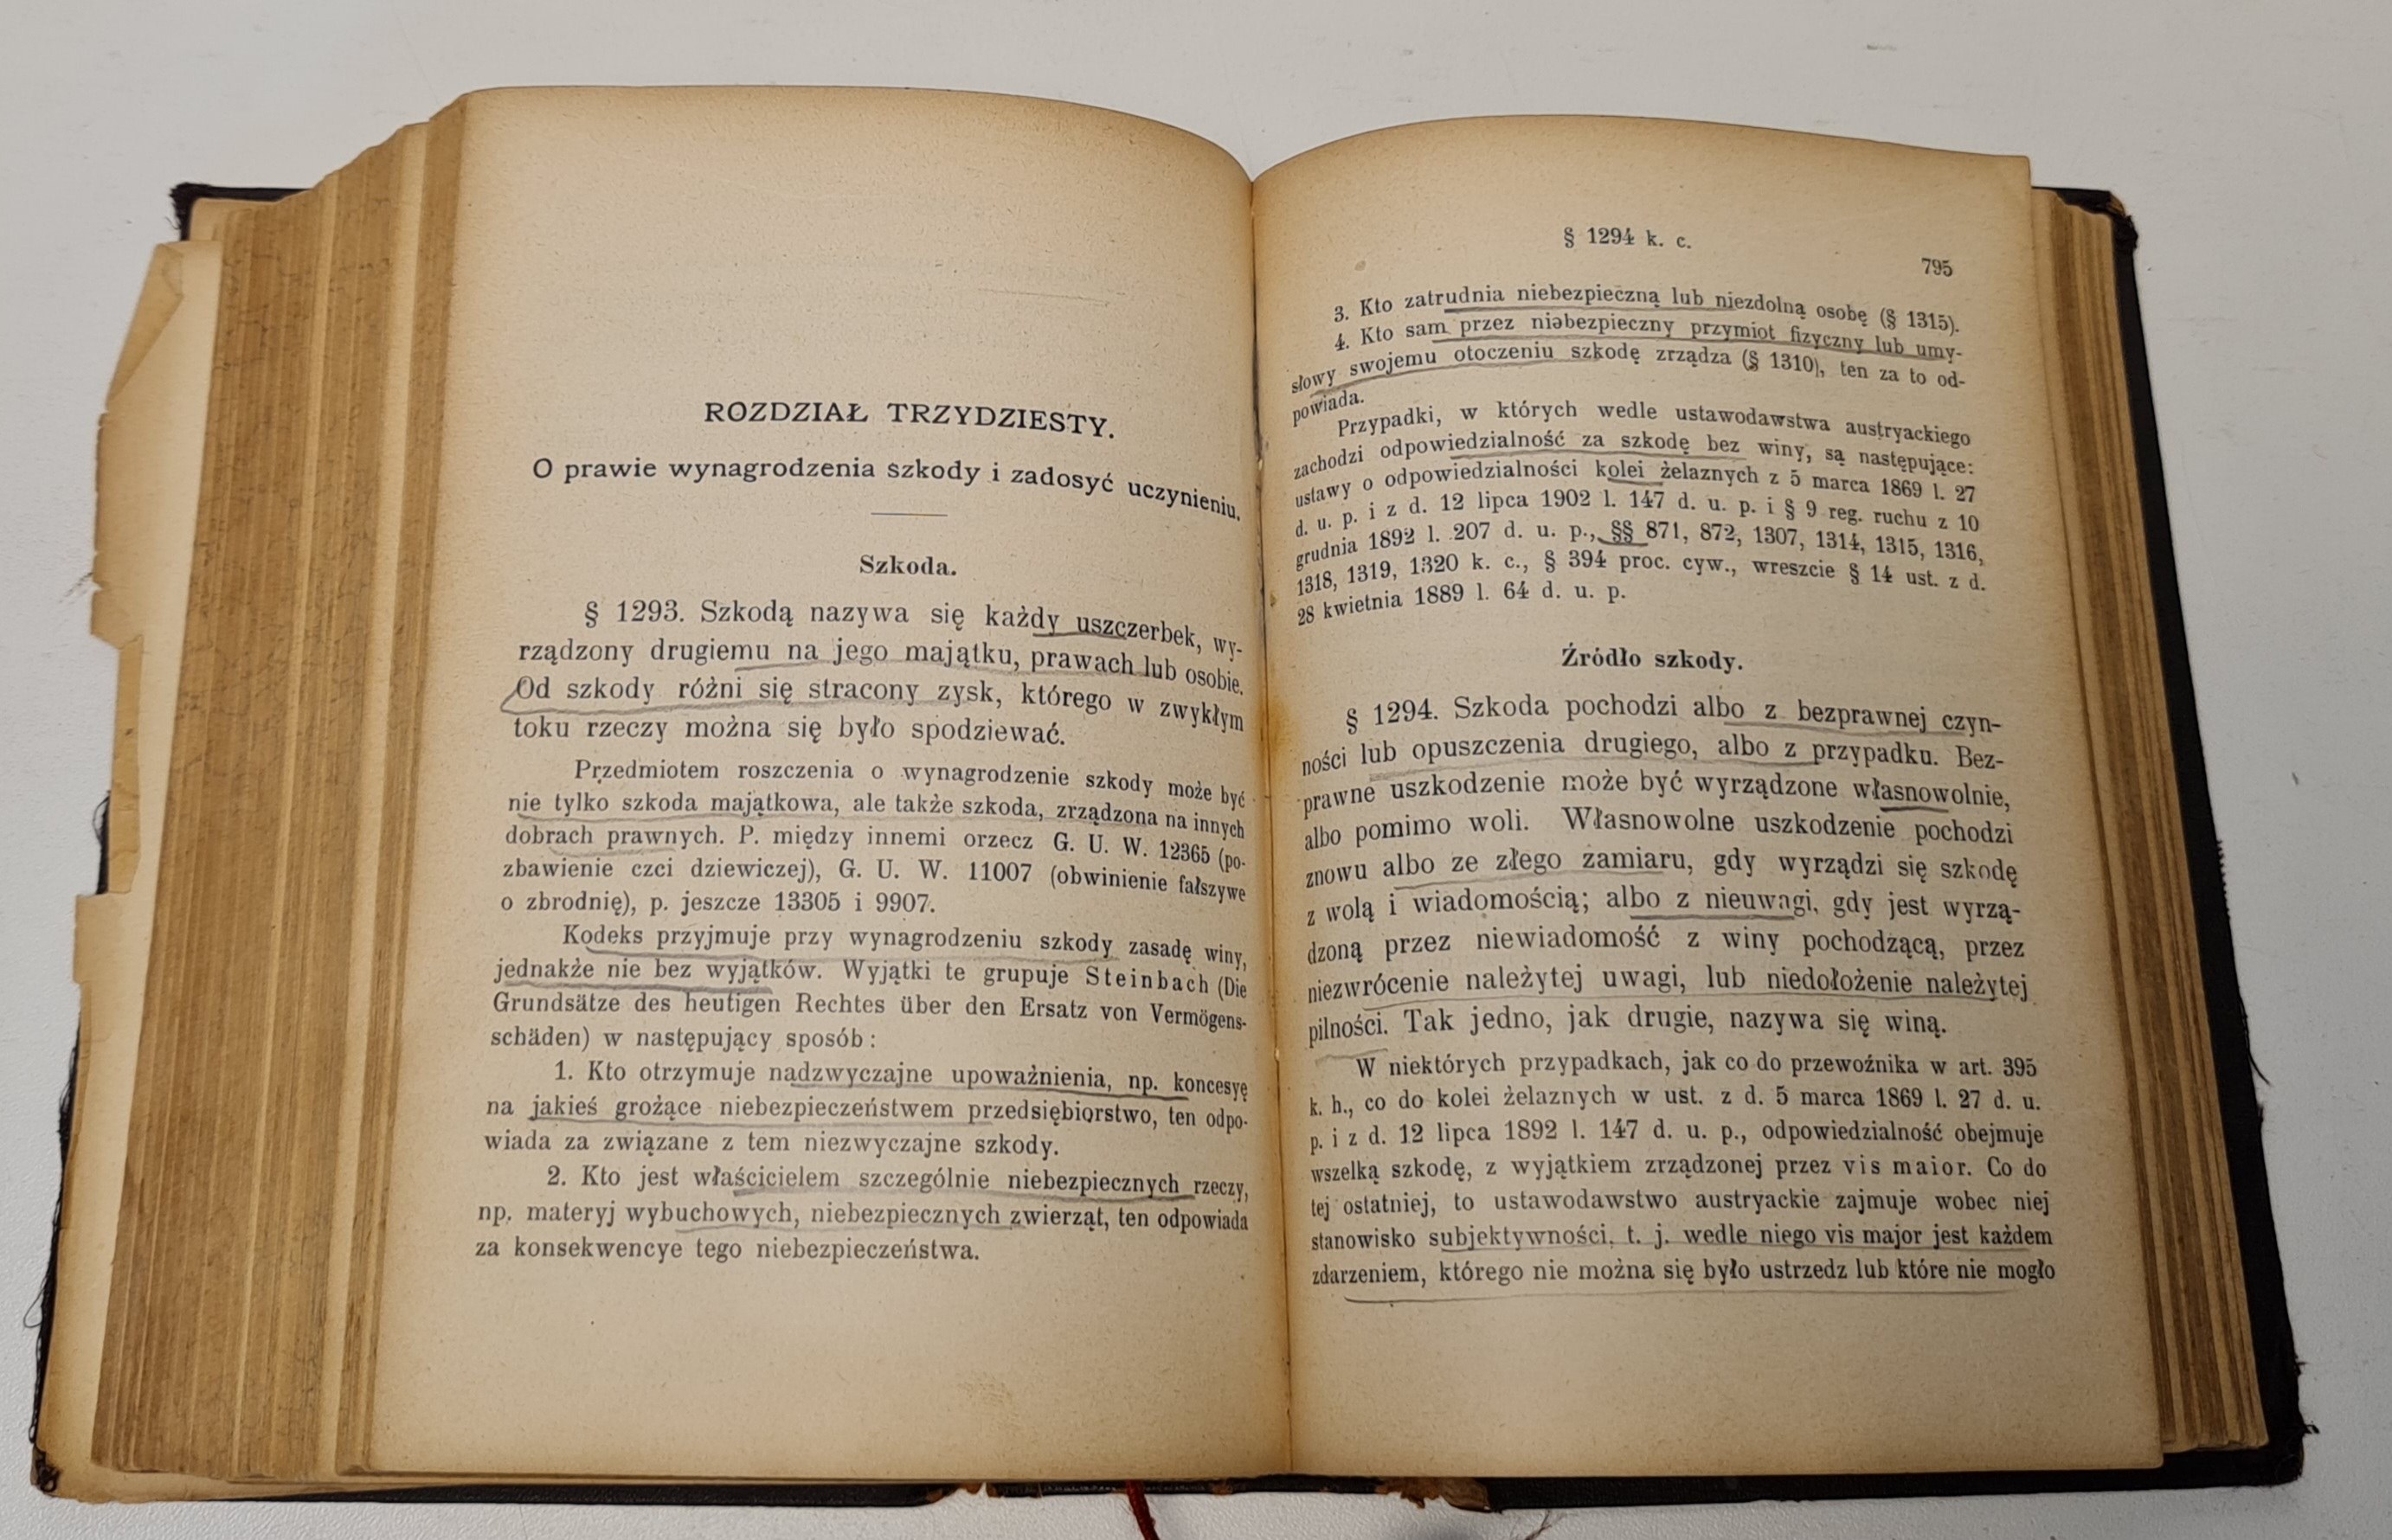 ROZDZIAŁ TRZYDZIESTY.
O prawie wynagrodzenia szkody i zadosyć uczynieniu.
Szkoda.
§ 1293. Szkodą nazywa się każdy uszczerbek, wy-
rządzony drugiemu na jego majątku, prawach lub osobie.
Od szkody różni się stracony zysk, którego w zwykłym
toku rzeczy można się było spodziewać.
Przedmiotem roszczenia o wynagrodzenie szkody może być
nie tylko szkoda majątkowa, ale także szkoda, zrządzona na innych
dobrach prawnych. P. między innemi orzecz G. U. W. 12365 (po-
zbawienie czci dziewiczej), G. U. W. 11007 (obwinienie fałszywe
o zbrodnię), p. jeszcze 13305 i 9907.
Kodeks przyjmuje przy wynagrodzeniu szkody zasadę winy,
jednakże nie bez wyjątków. Wyjątki te grupuje Steinbach (Die
Grundsätze des heutigen Rechtes über den Ersatz von Vermögens-
schäden) w następujący sposób:
1. Kto otrzymuje nadzwyczajne upoważnienia, np. koncesyę
na jakieś grożące niebezpieczeństwem przedsiębiorstwo, ten odpo-
wiada za związane z tem niezwyczajne szkody.
2. Kto jest właścicielem szczególnie niebezpiecznych rzeczy,
np. materyj wybuchowych, niebezpiecznych zwierząt, ten odpowiada
za konsekwencye tego niebezpieczeństwa.
§ 1294 k. c.
795
3. Kto zatrudnia niebezpieczną lub niezdolną osobę (§ 1315).
4. Kto sam przez niebezpieczny przymiot fizyczny lub umy-
słowy swojemu otoczeniu szkodę zrządza (§ 1310), ten za to od-
powiada.
Przypadki, w których wedle ustawodawstwa austryackiego
zachodzi odpowiedzialność za szkodę bez winy, są następujące:
ustawy o odpowiedzialności kolei żelaznych z 5 marca 1869 l. 27
d. u. p. i z d. 12 lipca 1902 l. 147 d. u. p. i § 9 reg. ruchu z 10
grudnia 1892 l. 207 d. u. p., §§ 871, 872, 1307, 1314, 1315, 1316,
1318, 1319, 1320 k. c., § 394 proc. cyw., wreszcie § 14 ust. z d.
28 kwietnia 1889 l. 64 d. u. p.
Źródło szkody.
§ 1294. Szkoda pochodzi albo z bezprawnej czyn-
ności lub opuszczenia drugiego, albo z przypadku. Bez-
prawne uszkodzenie może być wyrządzone własnowolnie,
albo pomimo woli. Własnowolne uszkodzenie pochodzi
znowu albo ze złego zamiaru, gdy wyrządzi się szkodę
z wolą i wiadomością; albo z nieuwagi, gdy jest wyrzą-
dzoną przez niewiadomość z winy pochodzącą, przez
niezwrócenie należytej uwagi, lub niedołożenie należytej
pilności. Tak jedno, jak drugie, nazywa się winą.
W niektórych przypadkach, jak co do przewoźnika w art. 395
k. h., co do kolei żelaznych w ust. z d. 5 marca 1869 l. 27 d. u.
p. i z d. 12 lipca 1892 l. 147 d. u. p., odpowiedzialność obejmuje
wszelką szkodę, z wyjątkiem zrządzonej przez vis maior. Co do
tej ostatniej, to ustawodawstwo austryackie zajmuje wobec niej
stanowisko subjektywności, t. j. wedle niego vis major jest każdem
zdarzeniem, którego nie można się było ustrzedz lub które nie mogło